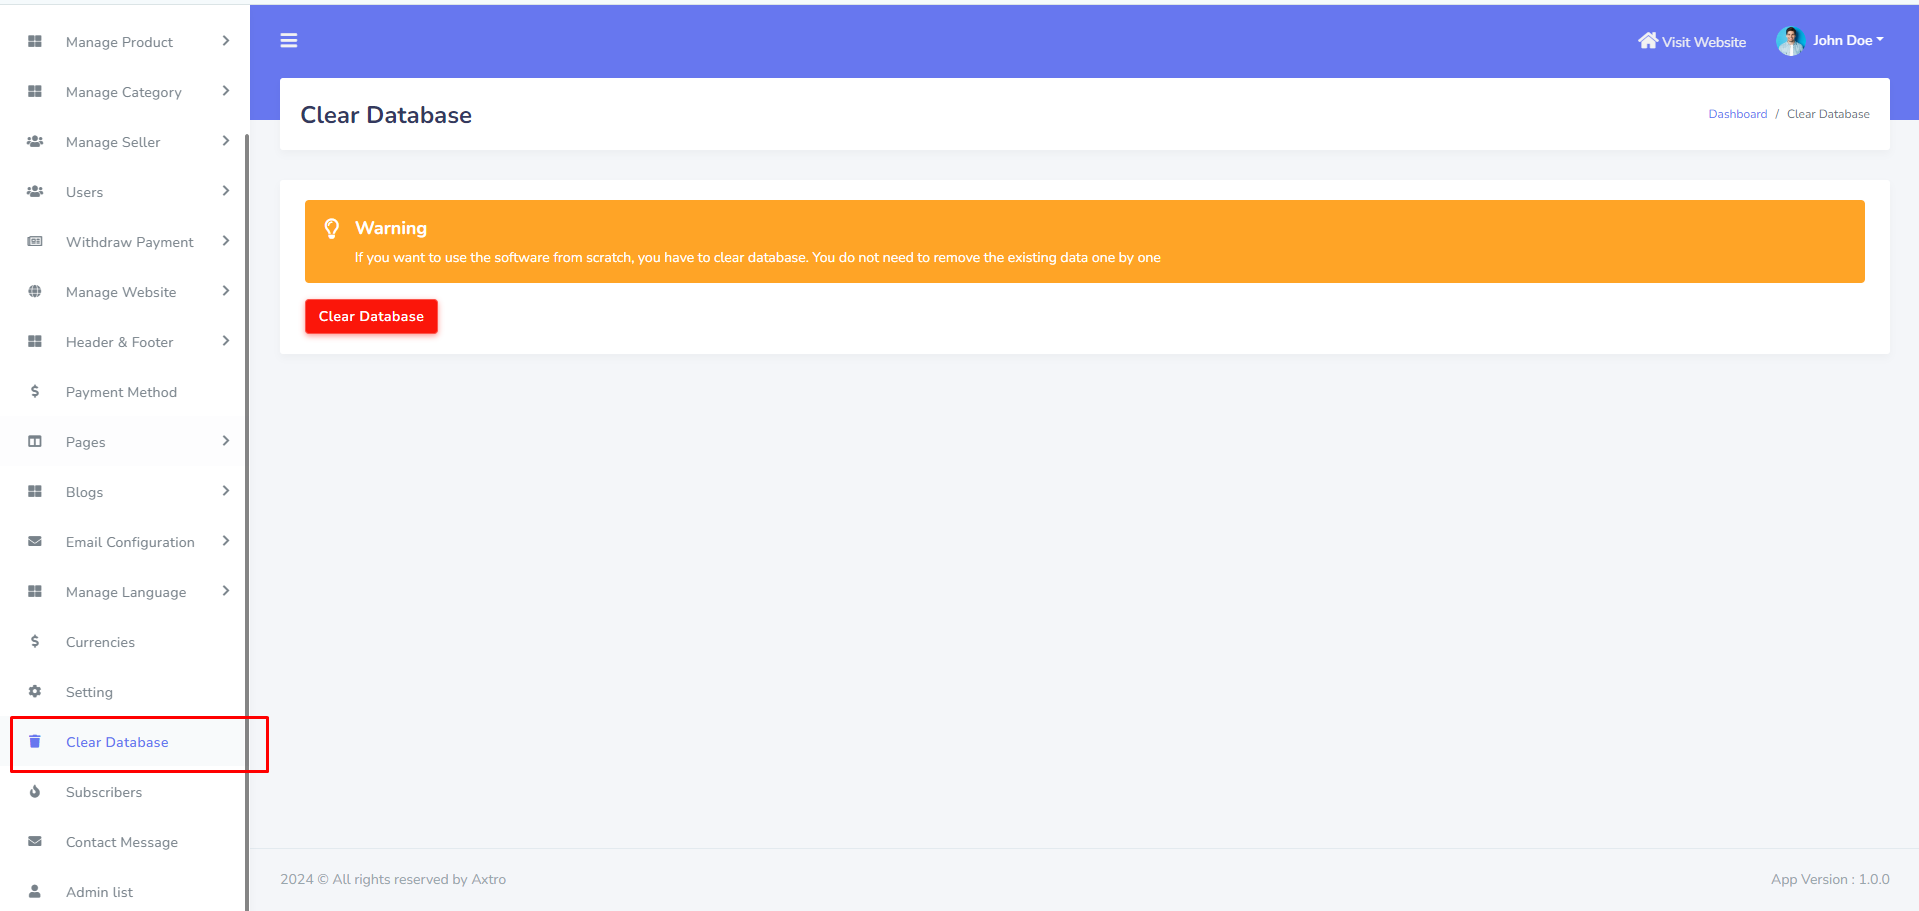 Manage Product
Manage Category
Manage Seller
Users
Withdraw Payment
Manage Website
Header & Footer
Payment Method
Pages
Blogs
Email Configuration
Manage Language
Currencies
Setting
Clear Database
Subscribers
Contact Message
Admin list
Visit Website
John Doe
Clear Database
Dashboard / Clear Database
Warning
If you want to use the software from scratch, you have to clear database. You do not need to remove the existing data one by one
Clear Database
2024 © All rights reserved by Axtro
App Version : 1.0.0